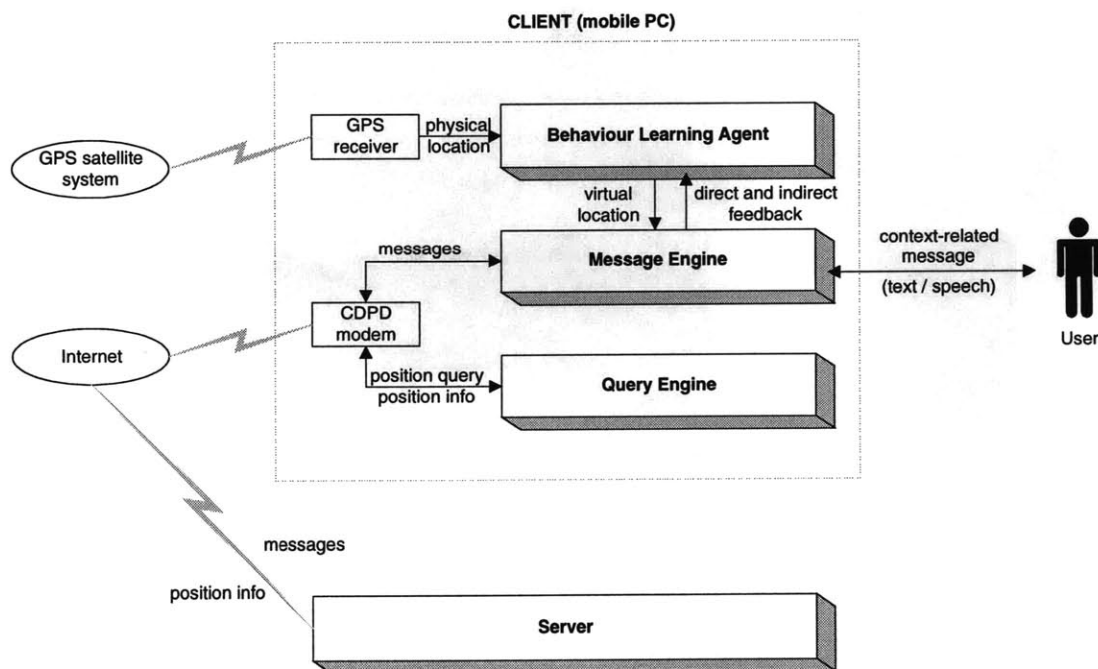 CLIENT (mobile PC)
GPS satellite
system
GPS
receiver
physical
location
Behaviour Learning Agent
virtual
location
direct and indirect
feedback
messages
Message Engine
context-related
message
(text / speech)
User
CDPD
modem
Internet
position query
position info
Query Engine
messages
position info
Server